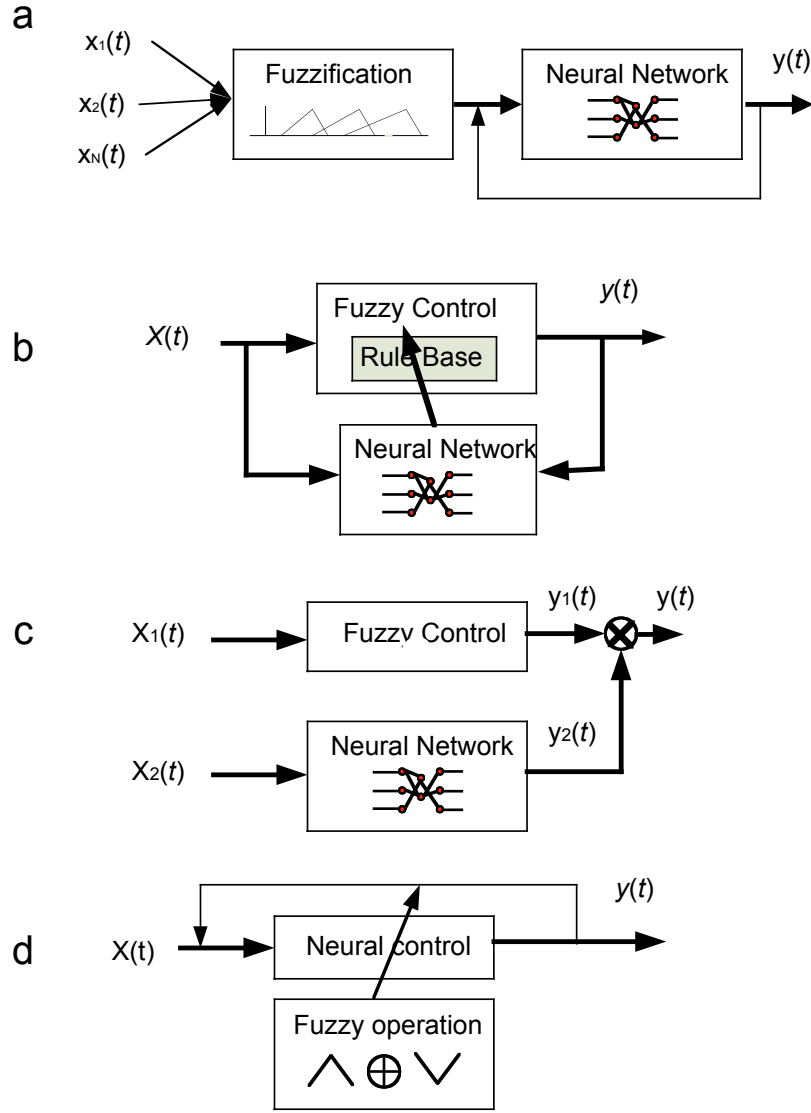 a
x₁(t)
x₂(t)
xN(t)
Fuzzification
Neural Network
y(t)
b
X(t)
Fuzzy Control
Rule Base
Neural Network
y(t)
c
X₁(t)
Fuzzy Control
y₁(t)
y(t)
X₂(t)
Neural Network
y₂(t)
d
X(t)
Neural control
y(t)
Fuzzy operation